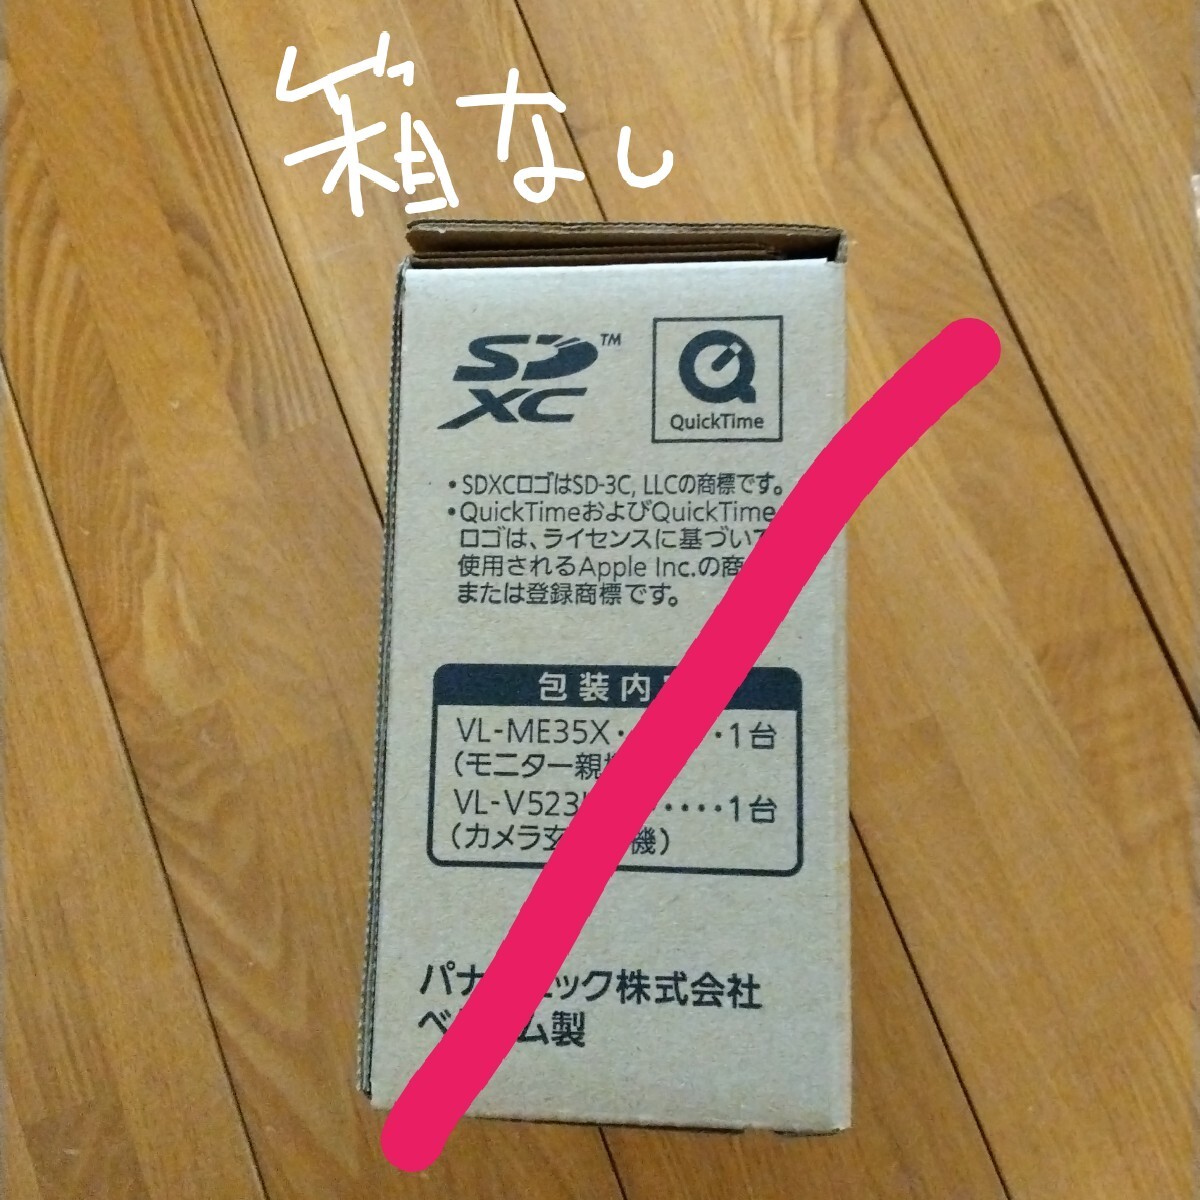 箱なし
SD™
XC
QuickTime
・SDXCロゴはSD-3C, LLCの商標です。
・QuickTimeおよびQuickTime
ロゴは、ライセンスに基づいて
使用されるApple Inc.の商
または登録商標です。
包装内
VL-ME35X・・・・1台
(モニター親
VL-V523 ・・・・・1台
(カメラ玄 機)
パナ ニック株式会社
ベ ム製